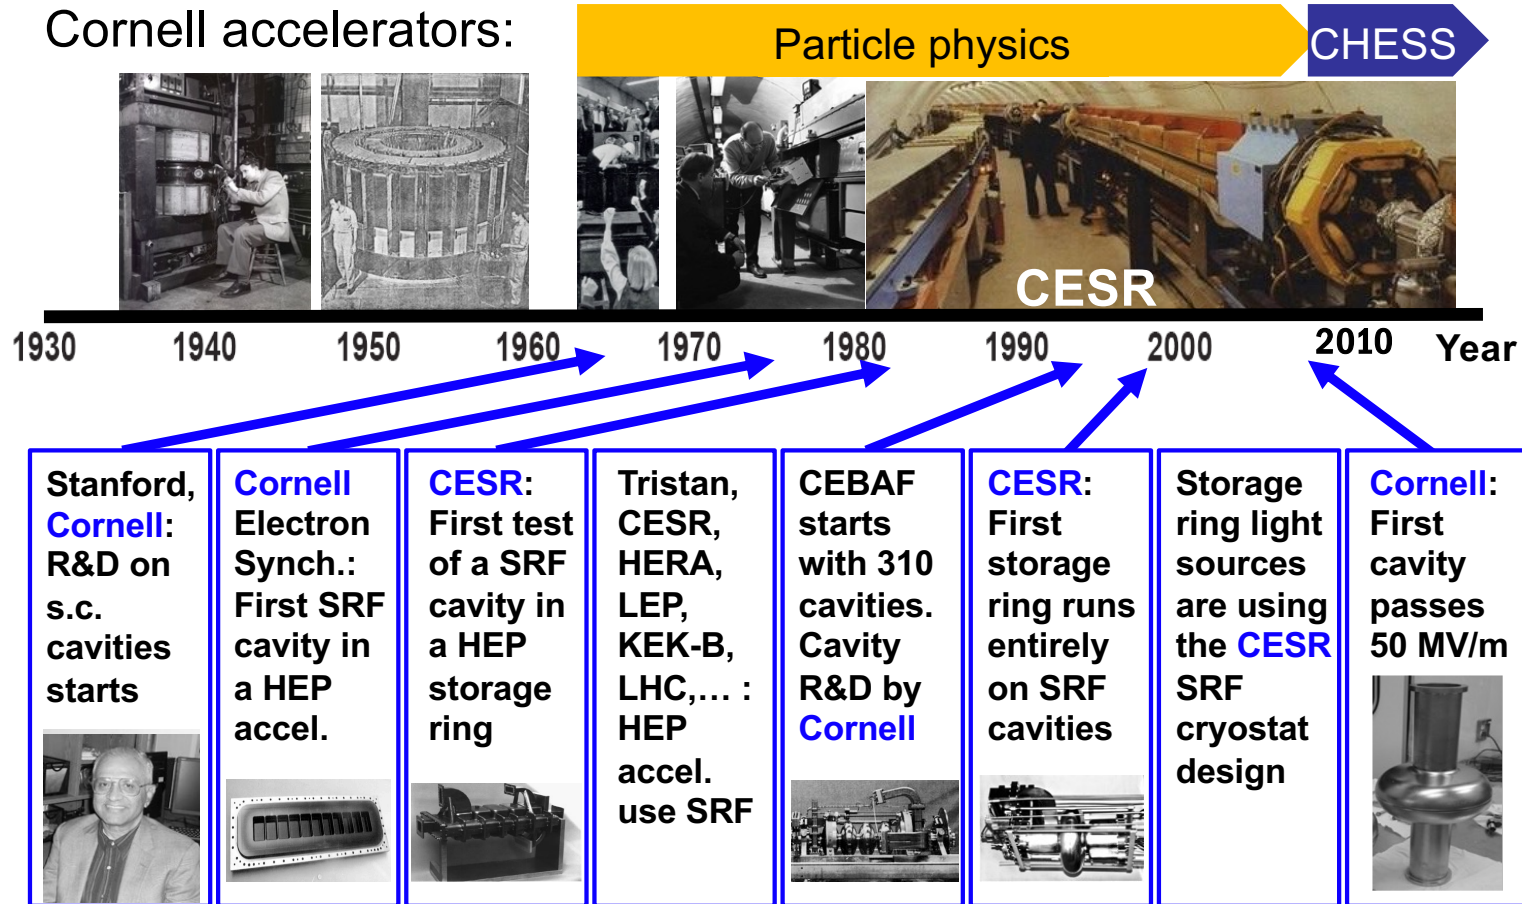 Cornell accelerators:
Particle physics
CHESS
CESR
1930 1940 1950 1960 1970 1980 1990 2000 2010 Year
Stanford,
Cornell:
R&D on
s.c.
cavities
starts
Cornell
Electron
Synch.:
First SRF
cavity in
a HEP
accel.
CESR:
First test
of a SRF
cavity in
a HEP
storage
ring
Tristan,
CESR,
HERA,
LEP,
KEK-B,
LHC,... :
HEP
accel.
use SRF
CEBAF
starts
with 310
cavities.
Cavity
R&D by
Cornell
CESR:
First
storage
ring runs
entirely
on SRF
cavities
Storage
ring light
sources
are using
the CESR
SRF
cryostat
design
Cornell:
First
cavity
passes
50 MV/m